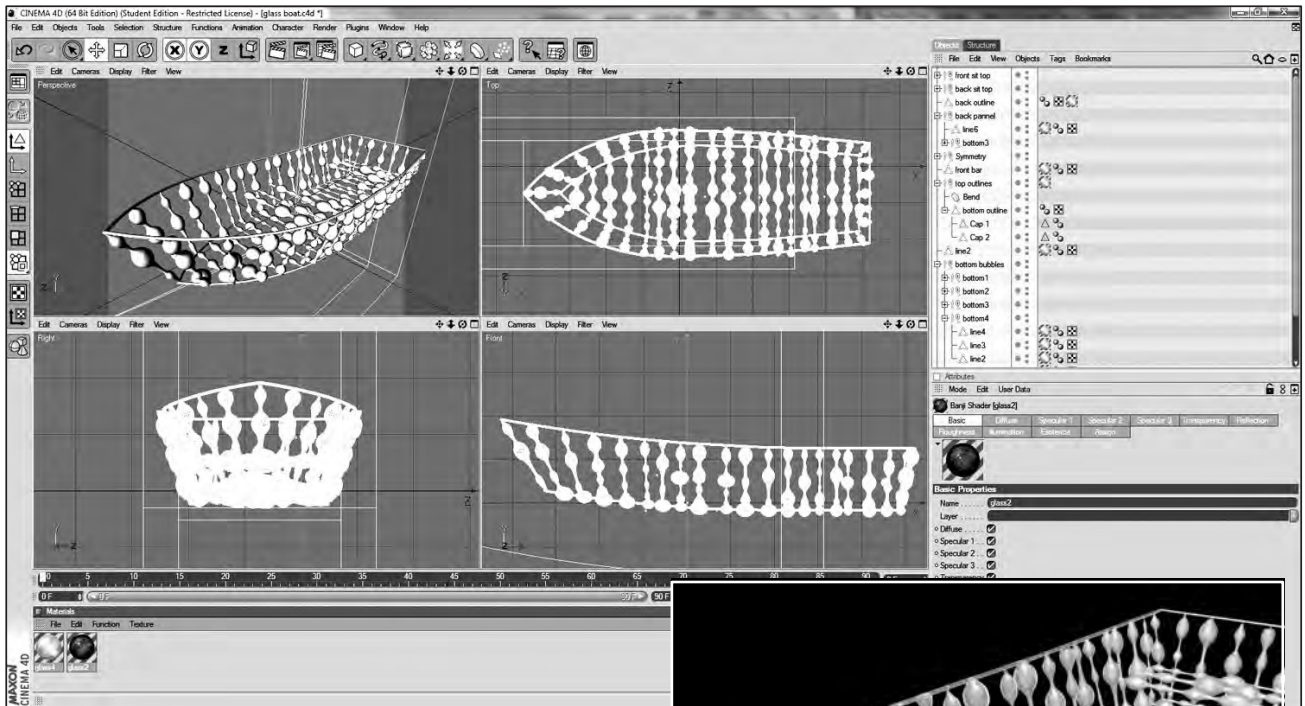 CINEMA 4D (64 Bit Edition) (Student Edition - Restricted License) - [glass boat.c4d *]
File Edit Objects Tools Selection Structure Functions Animation Character Render Plugins Window Help
Edit Cameras Display Filter View
Perspective
Edit Cameras Display Filter View
Top
Edit Cameras Display Filter View
Right
Edit Cameras Display Filter View
Front
Objects Structure
File Edit View Objects Tags Bookmarks
front sit top
back sit top
back outline
back pannel
line6
bottom3
Symmetry
front bar
top outlines
Bend
bottom outline
Cap 1
Cap 2
line2
bottom bubbles
bottom1
bottom2
bottom3
bottom4
line4
line3
line2
Attributes
Mode Edit User Data
Banji Shader [glass2]
Basic Diffuse Specular 1 Specular 2 Specular 3 Transparency Reflection
Roughness Illumination Esoterica Assign
Basic Properties
Name glass2
Layer
Diffuse
Specular 1
Specular 2
Specular 3
Transparency
0 5 10 15 20 25 30 35 40 45 50 55 60 65 70 75 80 85 90
0 F 90 F
Materials
File Edit Function Texture
glass4 glass2
MAXON
CINEMA 4D